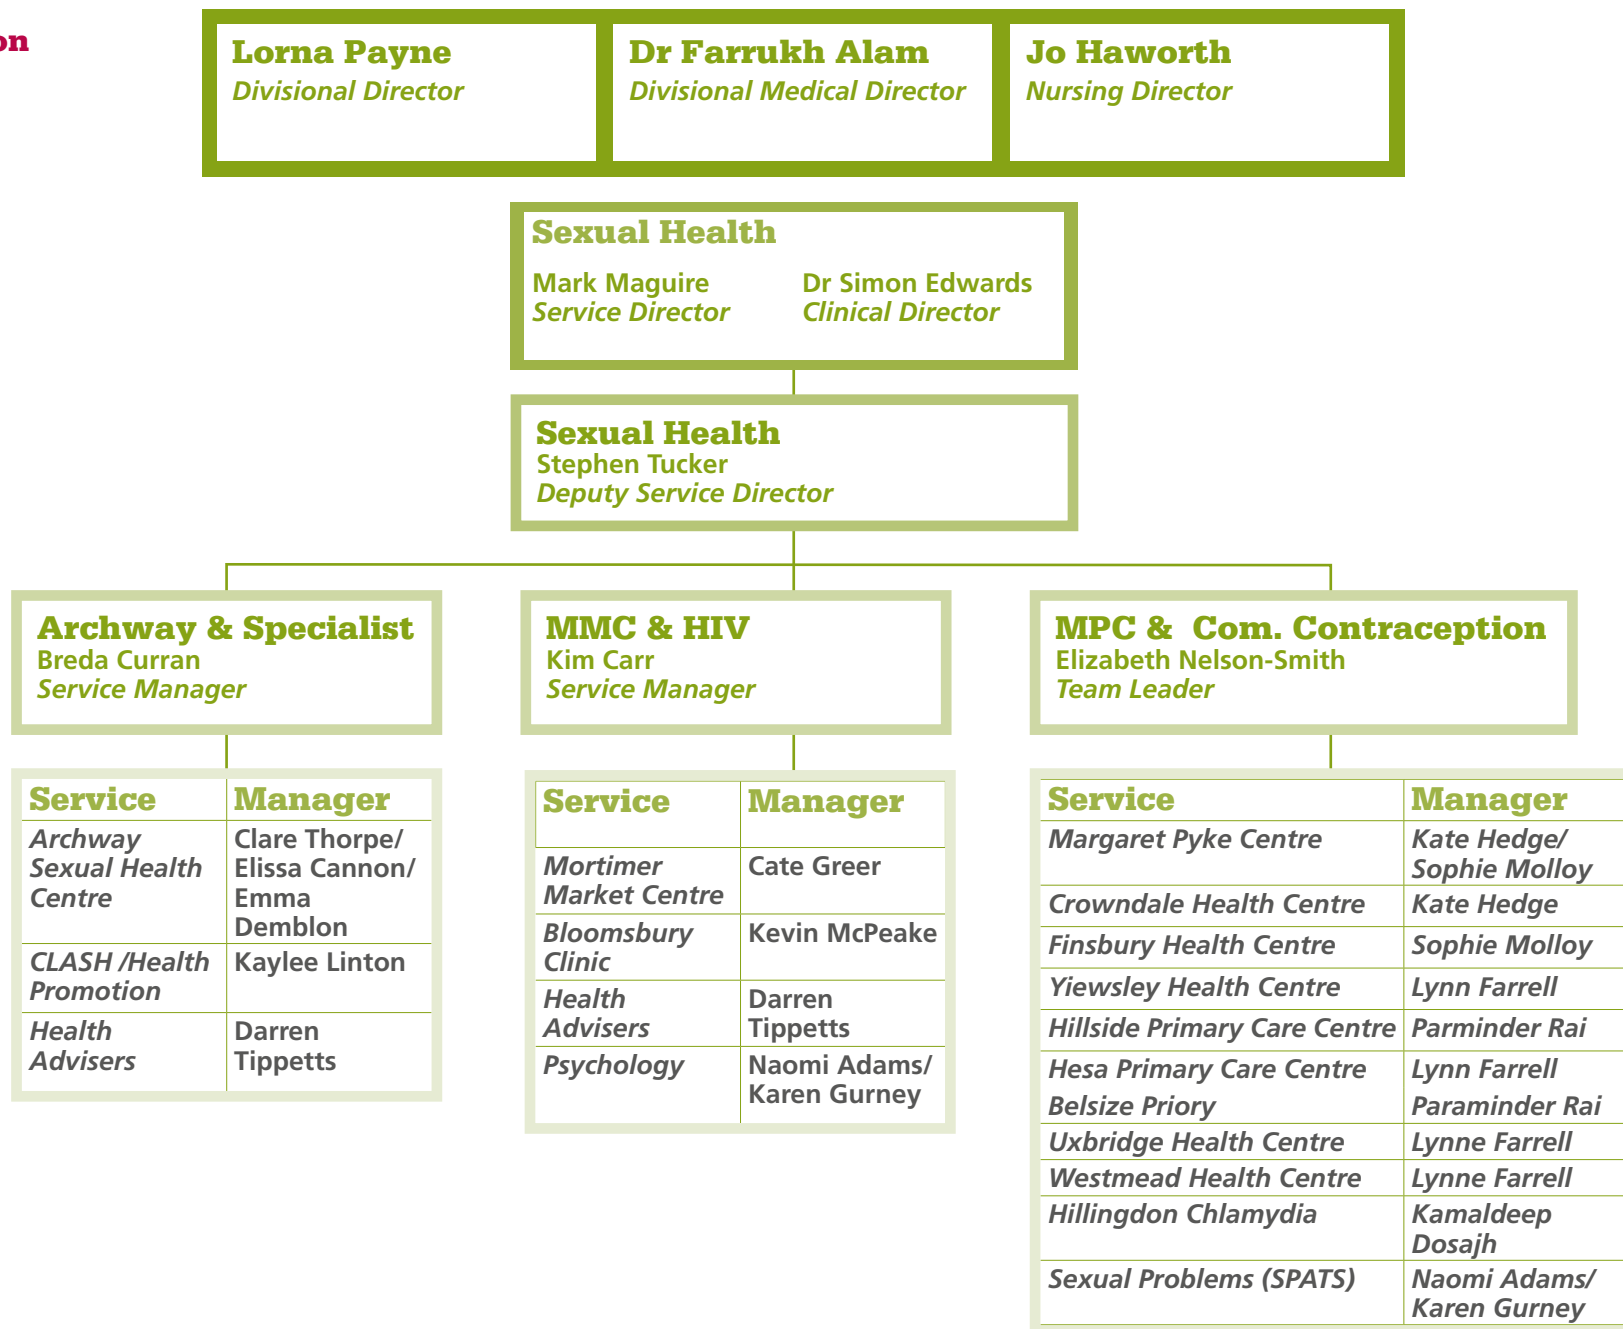 on
Lorna Payne
Divisional Director
Dr Farrukh Alam
Divisional Medical Director
Jo Haworth
Nursing Director
Sexual Health
Mark Maguire
Service Director
Dr Simon Edwards
Clinical Director
Sexual Health
Stephen Tucker
Deputy Service Director
Archway & Specialist
Breda Curran
Service Manager
MMC & HIV
Kim Carr
Service Manager
MPC & Com. Contraception
Elizabeth Nelson-Smith
Team Leader
Service Manager
Archway Clare Thorpe/
Sexual Health Elissa Cannon/
Centre Emma
Demblon
CLASH /Health Kaylee Linton
Promotion
Health Darren
Advisers Tippetts
Service Manager
Mortimer Cate Greer
Market Centre
Bloomsbury Kevin McPeake
Clinic
Health Darren
Advisers Tippetts
Psychology Naomi Adams/
Karen Gurney
Service Manager
Margaret Pyke Centre Kate Hedge/
Sophie Molloy
Crowndale Health Centre Kate Hedge
Finsbury Health Centre Sophie Molloy
Yiewsley Health Centre Lynn Farrell
Hillside Primary Care Centre Parminder Rai
Hesa Primary Care Centre Lynn Farrell
Belsize Priory Paraminder Rai
Uxbridge Health Centre Lynne Farrell
Westmead Health Centre Lynne Farrell
Hillingdon Chlamydia Kamaldeep
Dosajh
Sexual Problems (SPATS) Naomi Adams/
Karen Gurney